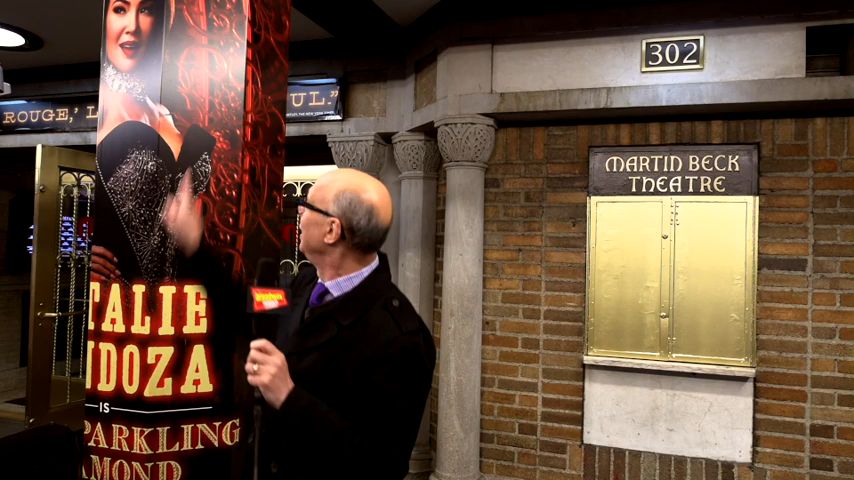 ROUGE,' L
UL."
302
MARTIN BECK
THEATRE
TALIE
NDOZA
IS
PARKLING
AMOND